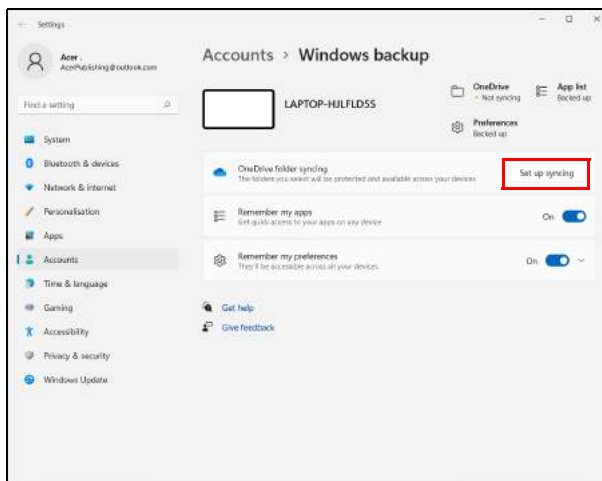 Settings
Acer .
AcerPublishing@outlook.com
Find a setting
System
Bluetooth & devices
Network & internet
Personalisation
Apps
Accounts
Time & language
Gaming
Accessibility
Privacy & security
Windows Update
Accounts > Windows backup
LAPTOP-HJLFLD5S
OneDrive
• Not syncing
App list
Backed up
Preferences
Backed up
OneDrive folder syncing
The folders you select will be protected and available across your devices
Set up syncing
Remember my apps
Get quick access to your apps on any device
On
Remember my preferences
They'll be accessible across all your devices
On
Get help
Give feedback